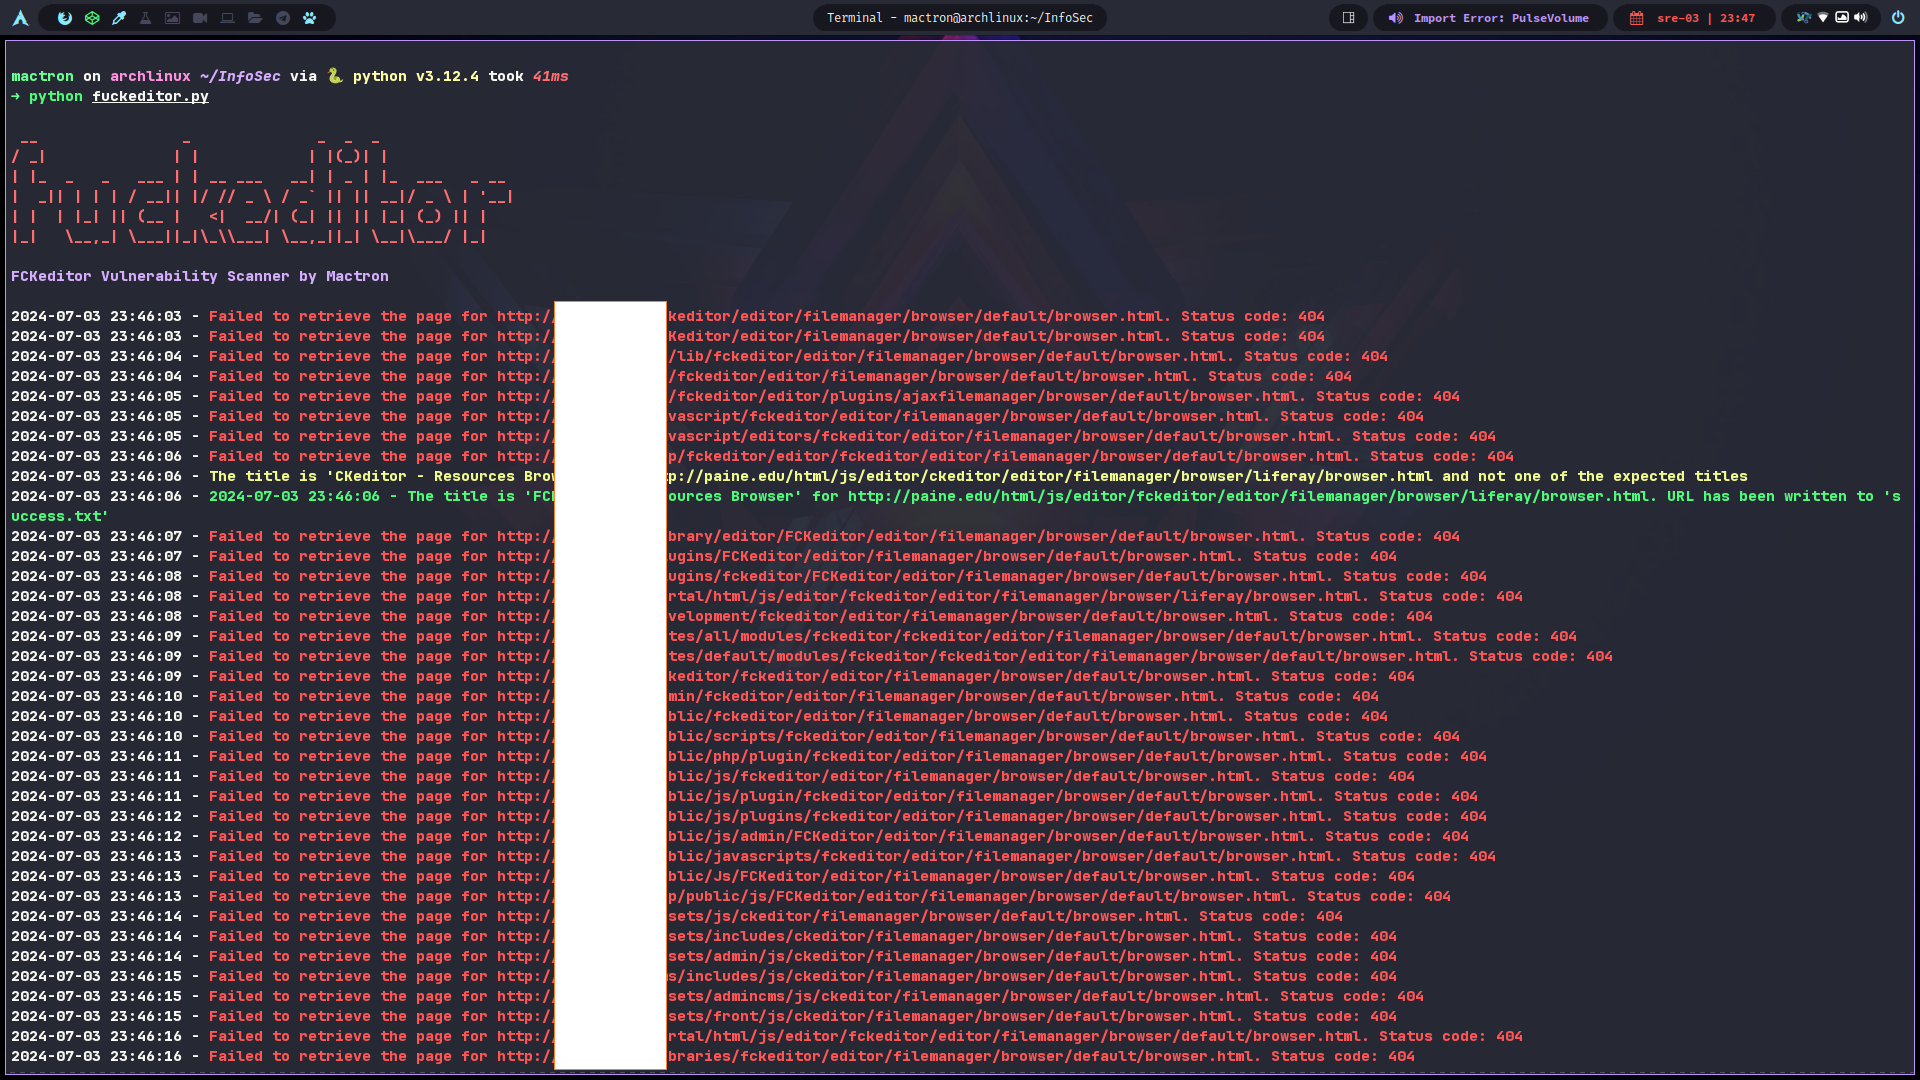 Terminal - mactron@archlinux:~/InfoSec
Import Error: PulseVolume
sre-03 | 23:47
mactron on archlinux ~/InfoSec via python v3.12.4 took 41ms
➜ python fuckeditor.py
fuckeditor
FCKeditor Vulnerability Scanner by Mactron
2024-07-03 23:46:03 - Failed to retrieve the page for http:// keditor/editor/filemanager/browser/default/browser.html. Status code: 404
2024-07-03 23:46:03 - Failed to retrieve the page for http:// Keditor/editor/filemanager/browser/default/browser.html. Status code: 404
2024-07-03 23:46:04 - Failed to retrieve the page for http:// /lib/fckeditor/editor/filemanager/browser/default/browser.html. Status code: 404
2024-07-03 23:46:04 - Failed to retrieve the page for http:// /fckeditor/editor/filemanager/browser/default/browser.html. Status code: 404
2024-07-03 23:46:05 - Failed to retrieve the page for http:// /fckeditor/editor/plugins/ajaxfilemanager/browser/default/browser.html. Status code: 404
2024-07-03 23:46:05 - Failed to retrieve the page for http:// vascript/fckeditor/editor/filemanager/browser/default/browser.html. Status code: 404
2024-07-03 23:46:05 - Failed to retrieve the page for http:// vascript/editors/fckeditor/editor/filemanager/browser/default/browser.html. Status code: 404
2024-07-03 23:46:06 - Failed to retrieve the page for http:// p/fckeditor/editor/fckeditor/editor/filemanager/browser/default/browser.html. Status code: 404
2024-07-03 23:46:06 - The title is 'CKeditor - Resources Bro p://paine.edu/html/js/editor/ckeditor/editor/filemanager/browser/liferay/browser.html and not one of the expected titles
2024-07-03 23:46:06 - 2024-07-03 23:46:06 - The title is 'FC ources Browser' for http://paine.edu/html/js/editor/fckeditor/editor/filemanager/browser/liferay/browser.html. URL has been written to 's
uccess.txt'
2024-07-03 23:46:07 - Failed to retrieve the page for http:// brary/editor/FCKeditor/editor/filemanager/browser/default/browser.html. Status code: 404
2024-07-03 23:46:07 - Failed to retrieve the page for http:// ugins/FCKeditor/editor/filemanager/browser/default/browser.html. Status code: 404
2024-07-03 23:46:08 - Failed to retrieve the page for http:// ugins/fckeditor/FCKeditor/editor/filemanager/browser/default/browser.html. Status code: 404
2024-07-03 23:46:08 - Failed to retrieve the page for http:// rtal/html/js/editor/fckeditor/editor/filemanager/browser/liferay/browser.html. Status code: 404
2024-07-03 23:46:08 - Failed to retrieve the page for http:// velopment/fckeditor/editor/filemanager/browser/default/browser.html. Status code: 404
2024-07-03 23:46:09 - Failed to retrieve the page for http:// tes/all/modules/fckeditor/fckeditor/editor/filemanager/browser/default/browser.html. Status code: 404
2024-07-03 23:46:09 - Failed to retrieve the page for http:// tes/default/modules/fckeditor/fckeditor/editor/filemanager/browser/default/browser.html. Status code: 404
2024-07-03 23:46:09 - Failed to retrieve the page for http:// keditor/fckeditor/editor/filemanager/browser/default/browser.html. Status code: 404
2024-07-03 23:46:10 - Failed to retrieve the page for http:// min/fckeditor/editor/filemanager/browser/default/browser.html. Status code: 404
2024-07-03 23:46:10 - Failed to retrieve the page for http:// blic/fckeditor/editor/filemanager/browser/default/browser.html. Status code: 404
2024-07-03 23:46:10 - Failed to retrieve the page for http:// blic/scripts/fckeditor/editor/filemanager/browser/default/browser.html. Status code: 404
2024-07-03 23:46:11 - Failed to retrieve the page for http:// blic/php/plugin/fckeditor/editor/filemanager/browser/default/browser.html. Status code: 404
2024-07-03 23:46:11 - Failed to retrieve the page for http:// blic/js/fckeditor/editor/filemanager/browser/default/browser.html. Status code: 404
2024-07-03 23:46:11 - Failed to retrieve the page for http:// blic/js/plugin/fckeditor/editor/filemanager/browser/default/browser.html. Status code: 404
2024-07-03 23:46:12 - Failed to retrieve the page for http:// blic/js/plugins/fckeditor/editor/filemanager/browser/default/browser.html. Status code: 404
2024-07-03 23:46:12 - Failed to retrieve the page for http:// blic/js/admin/FCKeditor/editor/filemanager/browser/default/browser.html. Status code: 404
2024-07-03 23:46:13 - Failed to retrieve the page for http:// blic/javascripts/fckeditor/editor/filemanager/browser/default/browser.html. Status code: 404
2024-07-03 23:46:13 - Failed to retrieve the page for http:// blic/Js/FCKeditor/editor/filemanager/browser/default/browser.html. Status code: 404
2024-07-03 23:46:13 - Failed to retrieve the page for http:// p/public/js/FCKeditor/editor/filemanager/browser/default/browser.html. Status code: 404
2024-07-03 23:46:14 - Failed to retrieve the page for http:// sets/js/ckeditor/filemanager/browser/default/browser.html. Status code: 404
2024-07-03 23:46:14 - Failed to retrieve the page for http:// sets/includes/ckeditor/filemanager/browser/default/browser.html. Status code: 404
2024-07-03 23:46:14 - Failed to retrieve the page for http:// sets/admin/js/ckeditor/filemanager/browser/default/browser.html. Status code: 404
2024-07-03 23:46:15 - Failed to retrieve the page for http:// s/includes/js/ckeditor/filemanager/browser/default/browser.html. Status code: 404
2024-07-03 23:46:15 - Failed to retrieve the page for http:// sets/admincms/js/ckeditor/filemanager/browser/default/browser.html. Status code: 404
2024-07-03 23:46:15 - Failed to retrieve the page for http:// sets/front/js/ckeditor/filemanager/browser/default/browser.html. Status code: 404
2024-07-03 23:46:16 - Failed to retrieve the page for http:// rtal/html/js/editor/fckeditor/editor/filemanager/browser/default/browser.html. Status code: 404
2024-07-03 23:46:16 - Failed to retrieve the page for http:// braries/fckeditor/editor/filemanager/browser/default/browser.html. Status code: 404